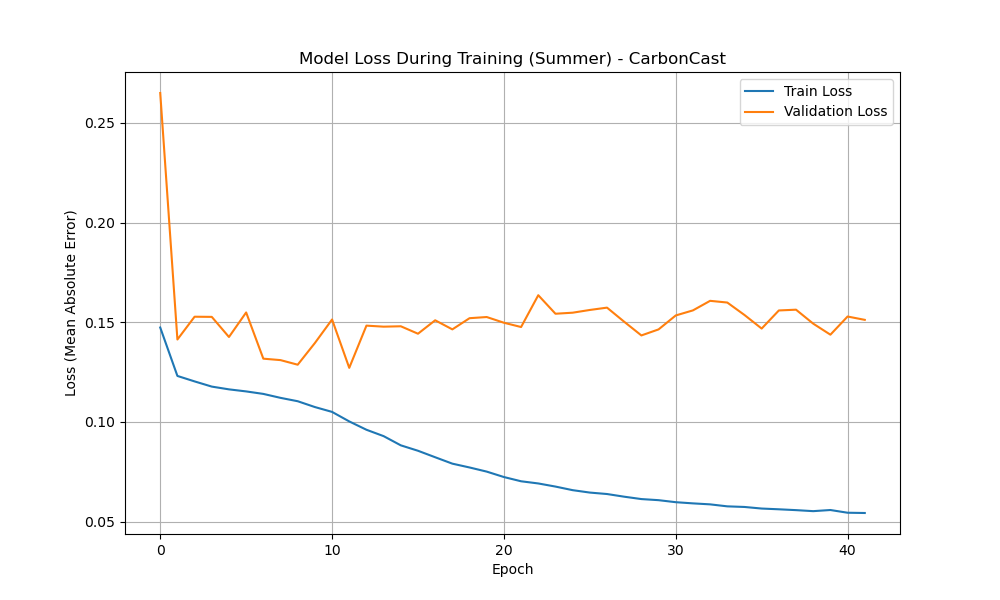 Model Loss During Training (Summer) - CarbonCast
Train Loss
Validation Loss
Loss (Mean Absolute Error)
0.25
0.20
0.15
0.10
0.05
0
10
20
30
40
Epoch